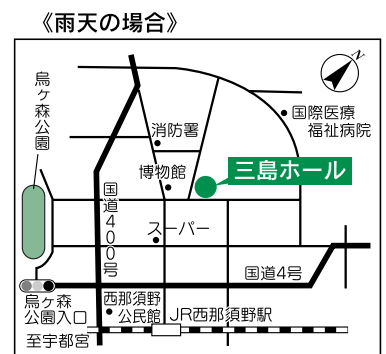 《雨天の場合》
N
烏ヶ森公園
消防署
国際医療
福祉病院
博物館
三島ホール
国道400号
スーパー
国道4号
烏ヶ森
公園入口
西那須野
公民館
JR西那須野駅
至宇都宮